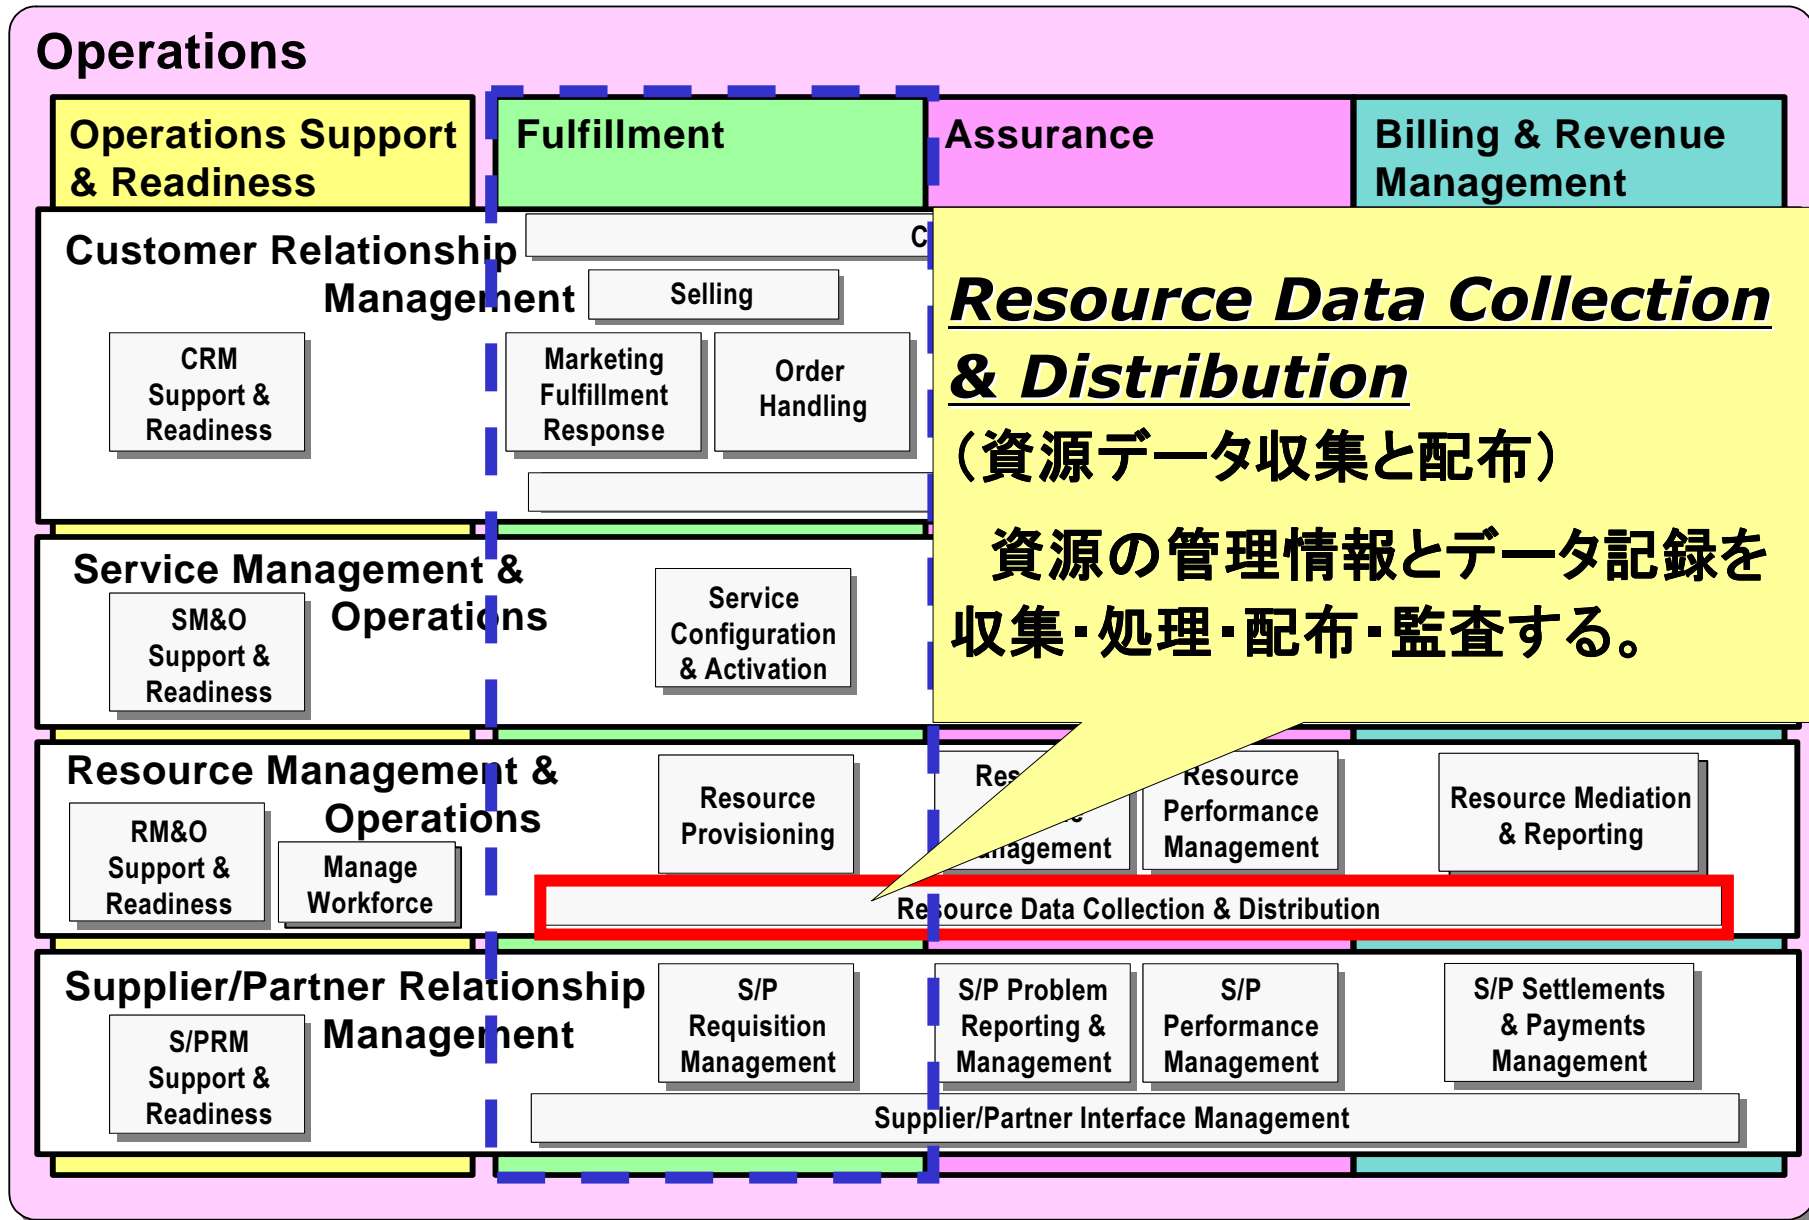 Operations
Operations Support
& Readiness
Fulfillment
Assurance
Billing & Revenue
Management
Customer Relationship
Management
C
Selling
CRM
Support &
Readiness
Marketing
Fulfillment
Response
Order
Handling
Resource Data Collection
& Distribution
（資源データ収集と配布）
資源の管理情報とデータ記録を
収集・処理・配布・監査する。
Service Management &
Operations
SM&O
Support &
Readiness
Service
Configuration
& Activation
Resource Management &
Operations
RM&O
Support &
Readiness
Manage
Workforce
Resource
Provisioning
Resource
Performance
Management
Resource Mediation
& Reporting
Resource Data Collection & Distribution
Supplier/Partner Relationship
Management
S/PRM
Support &
Readiness
S/P
Requisition
Management
S/P Problem
Reporting &
Management
S/P
Performance
Management
S/P Settlements
& Payments
Management
Supplier/Partner Interface Management